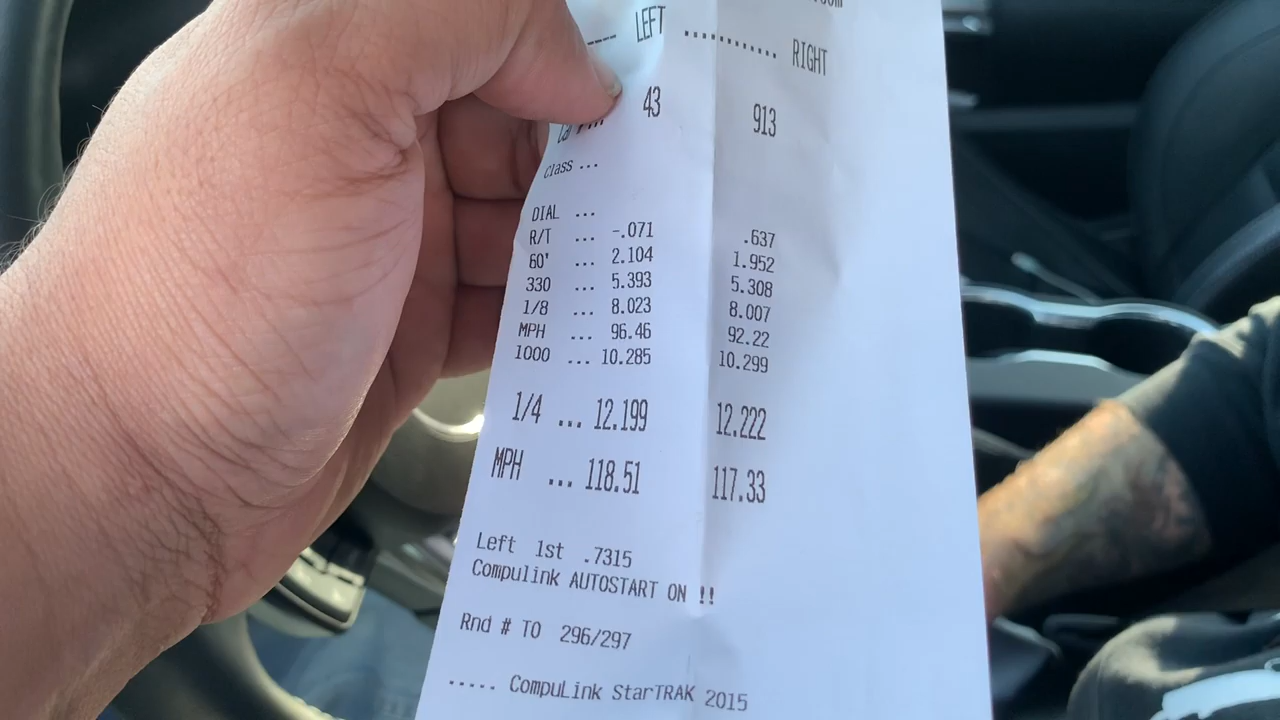 LEFT ............ RIGHT
43 913
Class ...
DIAL ...
R/T ... -.071 .637
60' ... 2.104 1.952
330 ... 5.393 5.308
1/8 ... 8.023 8.007
MPH ... 96.46 92.22
1000 ... 10.285 10.299
1/4 ... 12.199 12.222
MPH ... 118.51 117.33
Left 1st .7315
Compulink AUTOSTART ON !!
Rnd # TO 296/297
..... CompuLink StarTRAK 2015